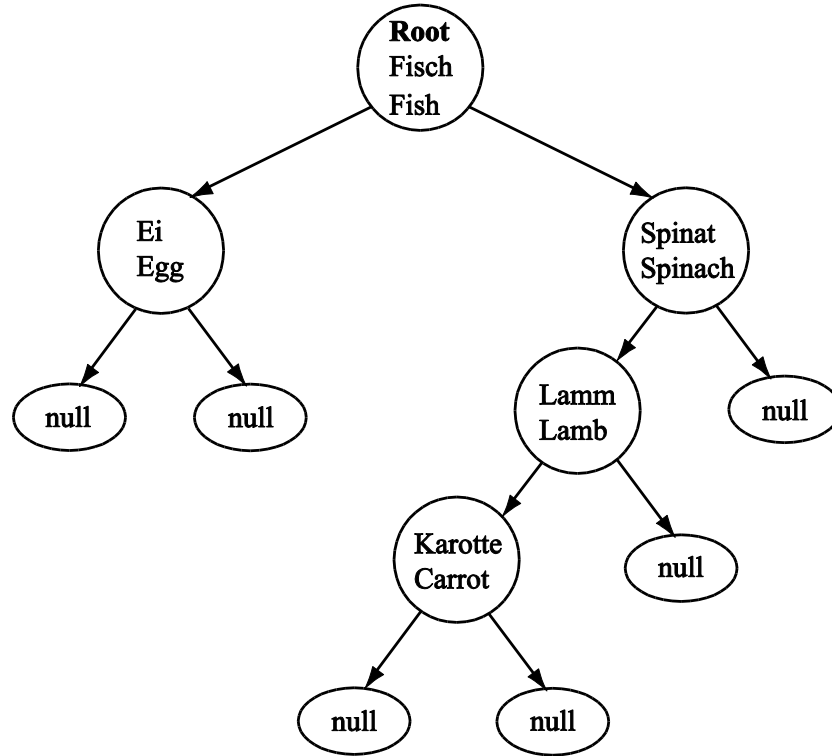 Root
Fisch
Fish
Ei
Egg
Spinat
Spinach
null
null
Lamm
Lamb
null
Karotte
Carrot
null
null
null